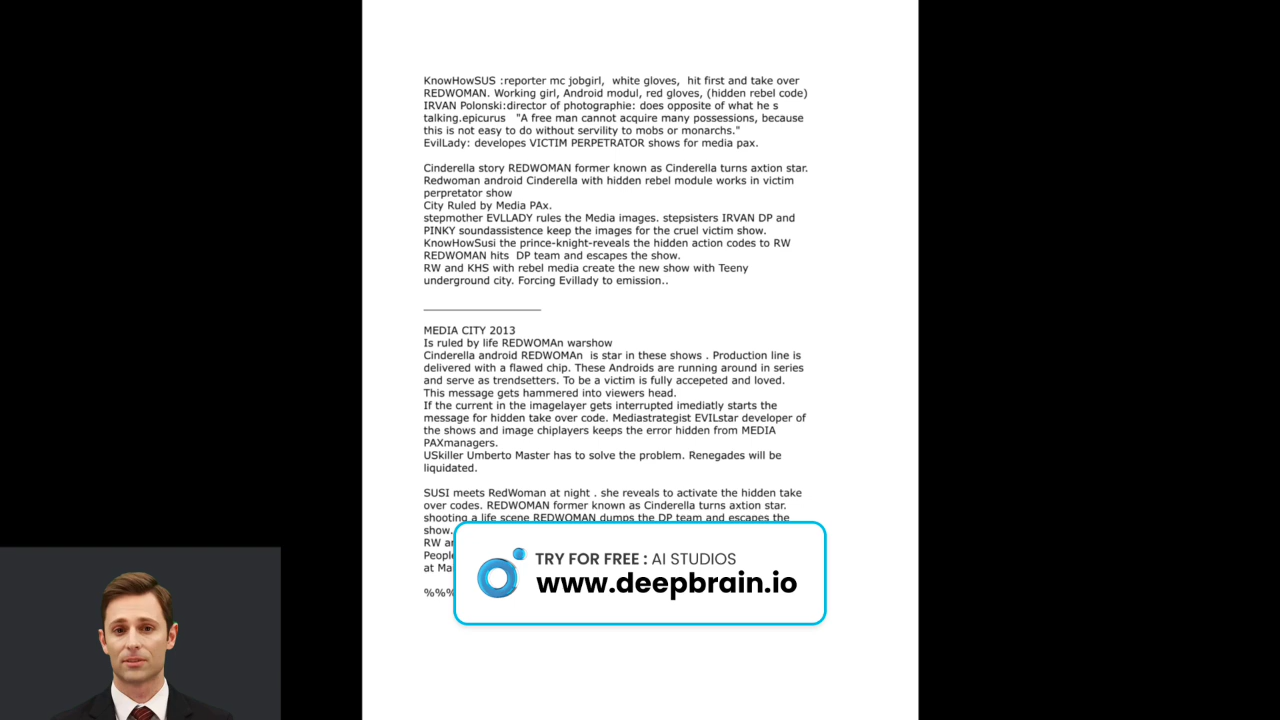 KnowHowSUS :reporter mc jobgirl,  white gloves,  hit first and take over
REDWOMAN. Working girl, Android modul, red gloves, (hidden rebel code)
IRVAN Polonski:director of photographie: does opposite of what he s
talking.epicurus   "A free man cannot acquire many possessions, because
this is not easy to do without servility to mobs or monarchs."
EvilLady: developes VICTIM PERPETRATOR shows for media pax.
Cinderella story REDWOMAN former known as Cinderella turns axtion star.
Redwoman android Cinderella with hidden rebel module works in victim
perpretator show
City Ruled by Media PAx.
stepmother EVLLADY rules the Media images. stepsisters IRVAN DP and
PINKY soundassistence keep the images for the cruel victim show.
KnowHowSusi the prince-knight-reveals the hidden action codes to RW
REDWOMAN hits  DP team and escapes the show.
RW and KHS with rebel media create the new show with Teeny
underground city. Forcing Evillady to emission..
MEDIA CITY 2013
Is ruled by life REDWOMAn warshow
Cinderella android REDWOMAn  is star in these shows . Production line is
delivered with a flawed chip. These Androids are running around in series
and serve as trendsetters. To be a victim is fully accepeted and loved.
This message gets hammered into viewers head.
If the current in the imagelayer gets interrupted imediatly starts the
message for hidden take over code. Mediastrategist EVILstar developer of
the shows and image chiplayers keeps the error hidden from MEDIA
PAXmanagers.
USkiller Umberto Master has to solve the problem. Renegades will be
liquidated.
SUSI meets RedWoman at night . she reveals to activate the hidden take
over codes. REDWOMAN former known as Cinderella turns axtion star.
shooting a life scene REDWOMAN dumps the DP team and escapes the
show.
RW
People
at Ma
%%%
TRY FOR FREE : AI STUDIOS
www.deepbrain.io